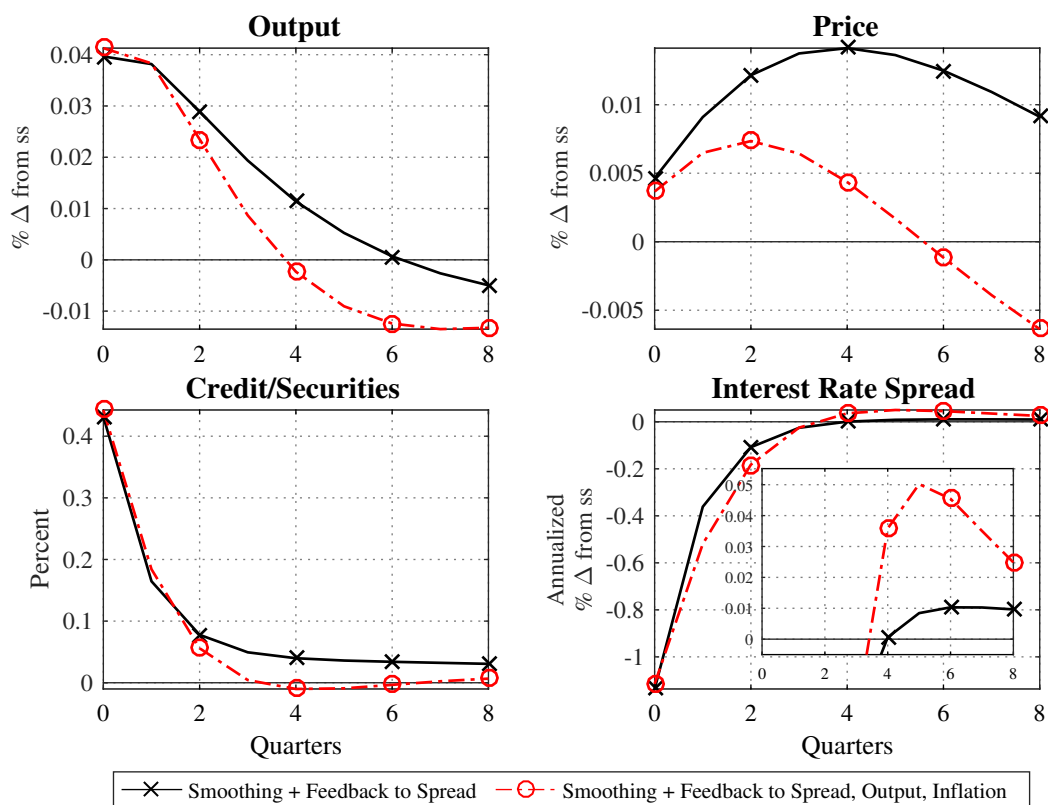 Output
Price
% Δ from ss
0.04
0.03
0.02
0.01
0
-0.01
0 2 4 6 8
% Δ from ss
0.01
0.005
0
-0.005
0 2 4 6 8
Credit/Securities
Interest Rate Spread
Percent
0.4
0.3
0.2
0.1
0
0 2 4 6 8
Quarters
Annualized
% Δ from ss
0
-0.2
-0.4
-0.6
-0.8
-1
0 2 4 6 8
Quarters
0.05
0.04
0.03
0.02
0.01
0
0 2 4 6 8
Smoothing + Feedback to Spread
Smoothing + Feedback to Spread, Output, Inflation